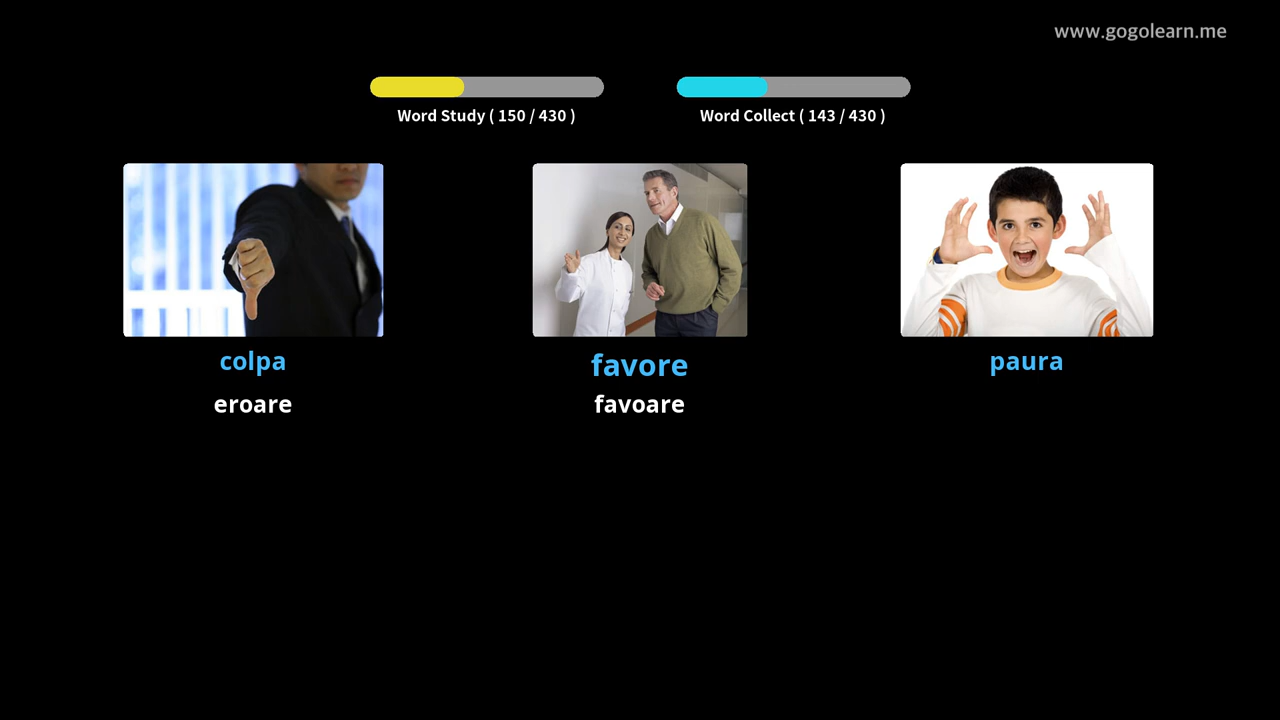 www.gogolearn.me
Word Study ( 150 / 430 )
Word Collect ( 143 / 430 )
colpa
favore
paura
eroare
favoare